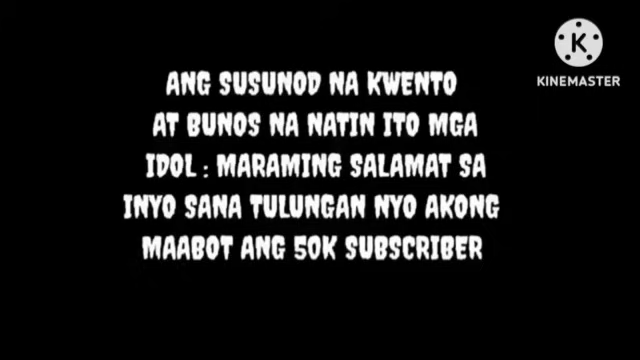 ANG SUSUNOD NA KWENTO
AT BUNOS NA NATIN ITO MGA
IDOL : MARAMING SALAMAT SA
INYO SANA TULUNGAN NYO AKONG
MAABOT ANG 50K SUBSCRIBER
K
KINEMASTER